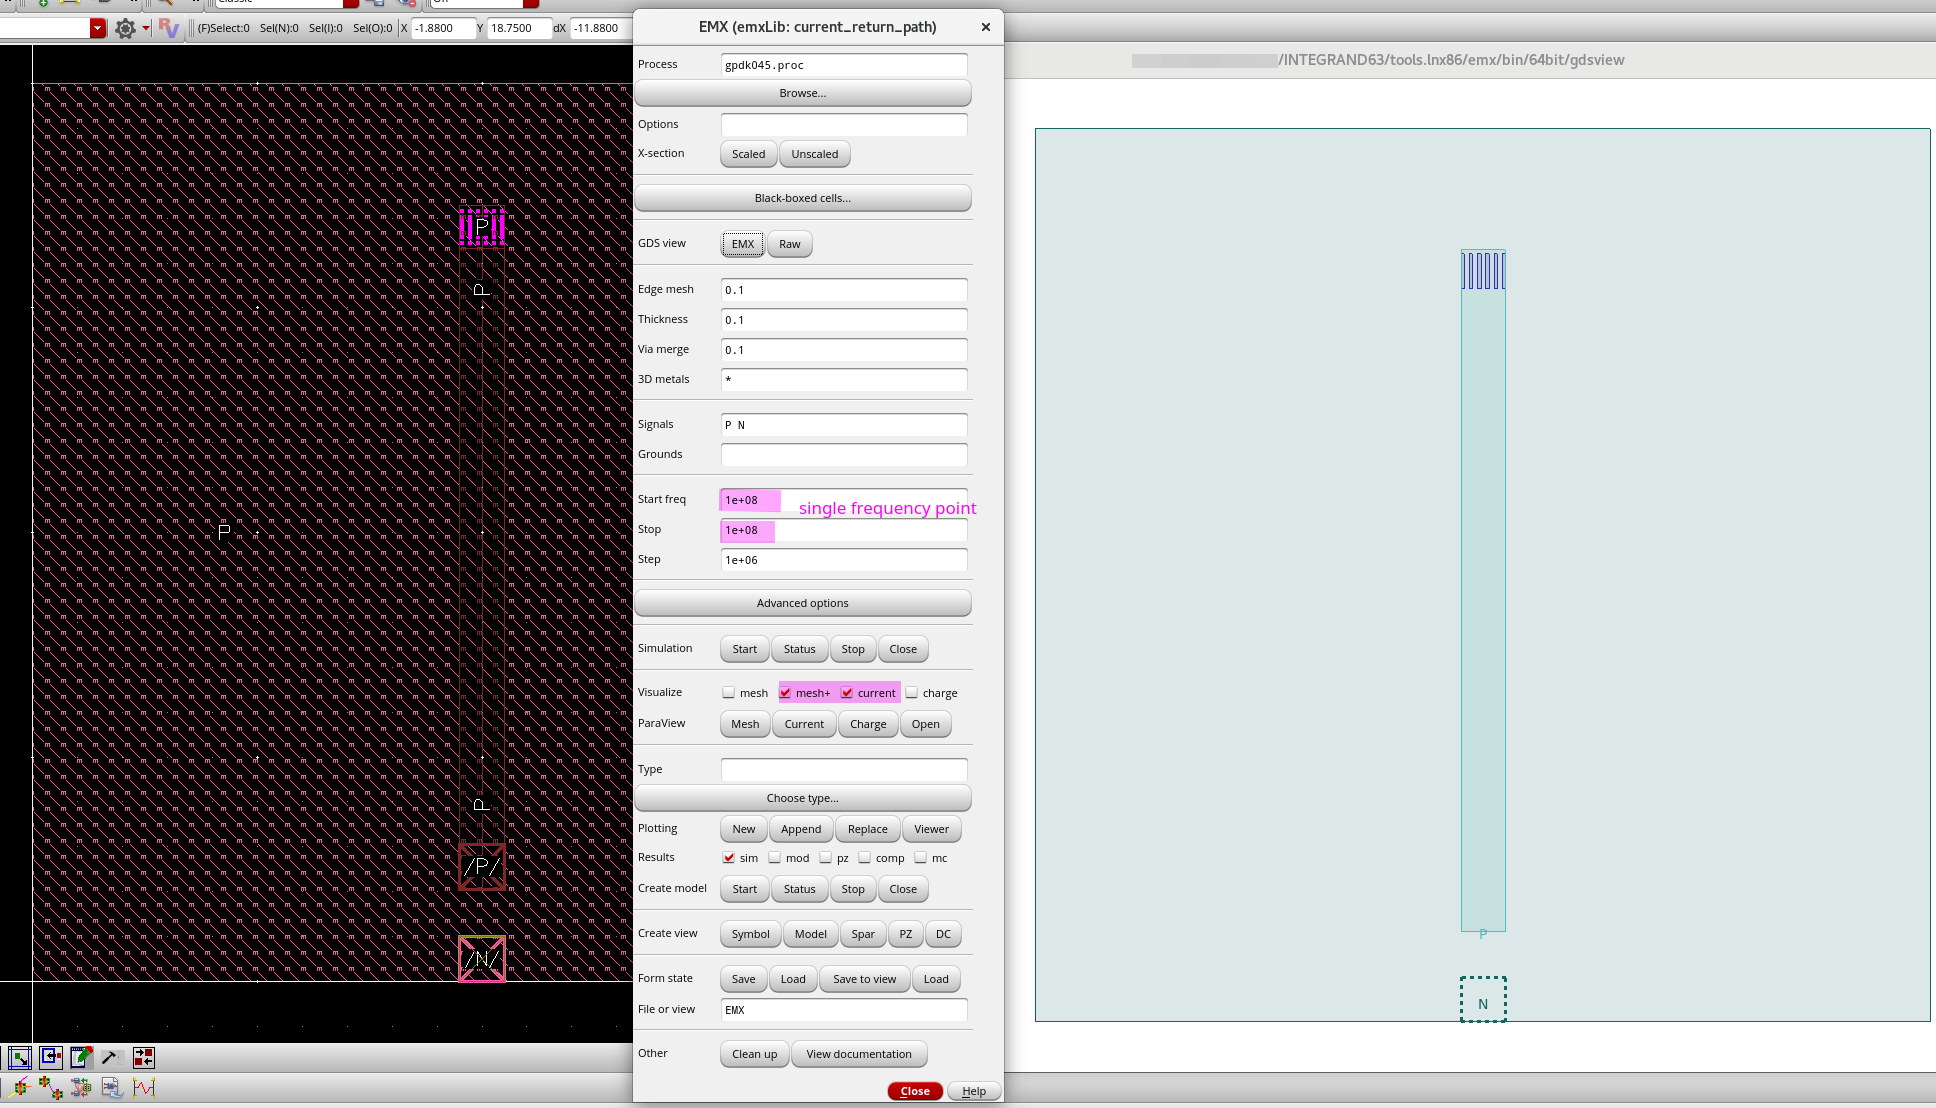 Classic
Off
(F)Select:0 Sel(N):0 Sel(I):0 Sel(O):0 X -1.8800 Y 18.7500 dX -11.8800
P
P
P
P
/P/
/N/
EMX (emxLib: current_return_path)
Process gpdk045.proc
Browse...
Options
X-section Scaled Unscaled
Black-boxed cells...
GDS view EMX Raw
Edge mesh 0.1
Thickness 0.1
Via merge 0.1
3D metals *
Signals P N
Grounds
Start freq 1e+08
single frequency point
Stop 1e+08
Step 1e+06
Advanced options
Simulation Start Status Stop Close
Visualize mesh mesh+ current charge
ParaView Mesh Current Charge Open
Type
Choose type...
Plotting New Append Replace Viewer
Results sim mod pz comp mc
Create model Start Status Stop Close
Create view Symbol Model Spar PZ DC
Form state Save Load Save to view Load
File or view EMX
Other Clean up View documentation
Close Help
/INTEGRAND63/tools.lnx86/emx/bin/64bit/gdsview
P
N